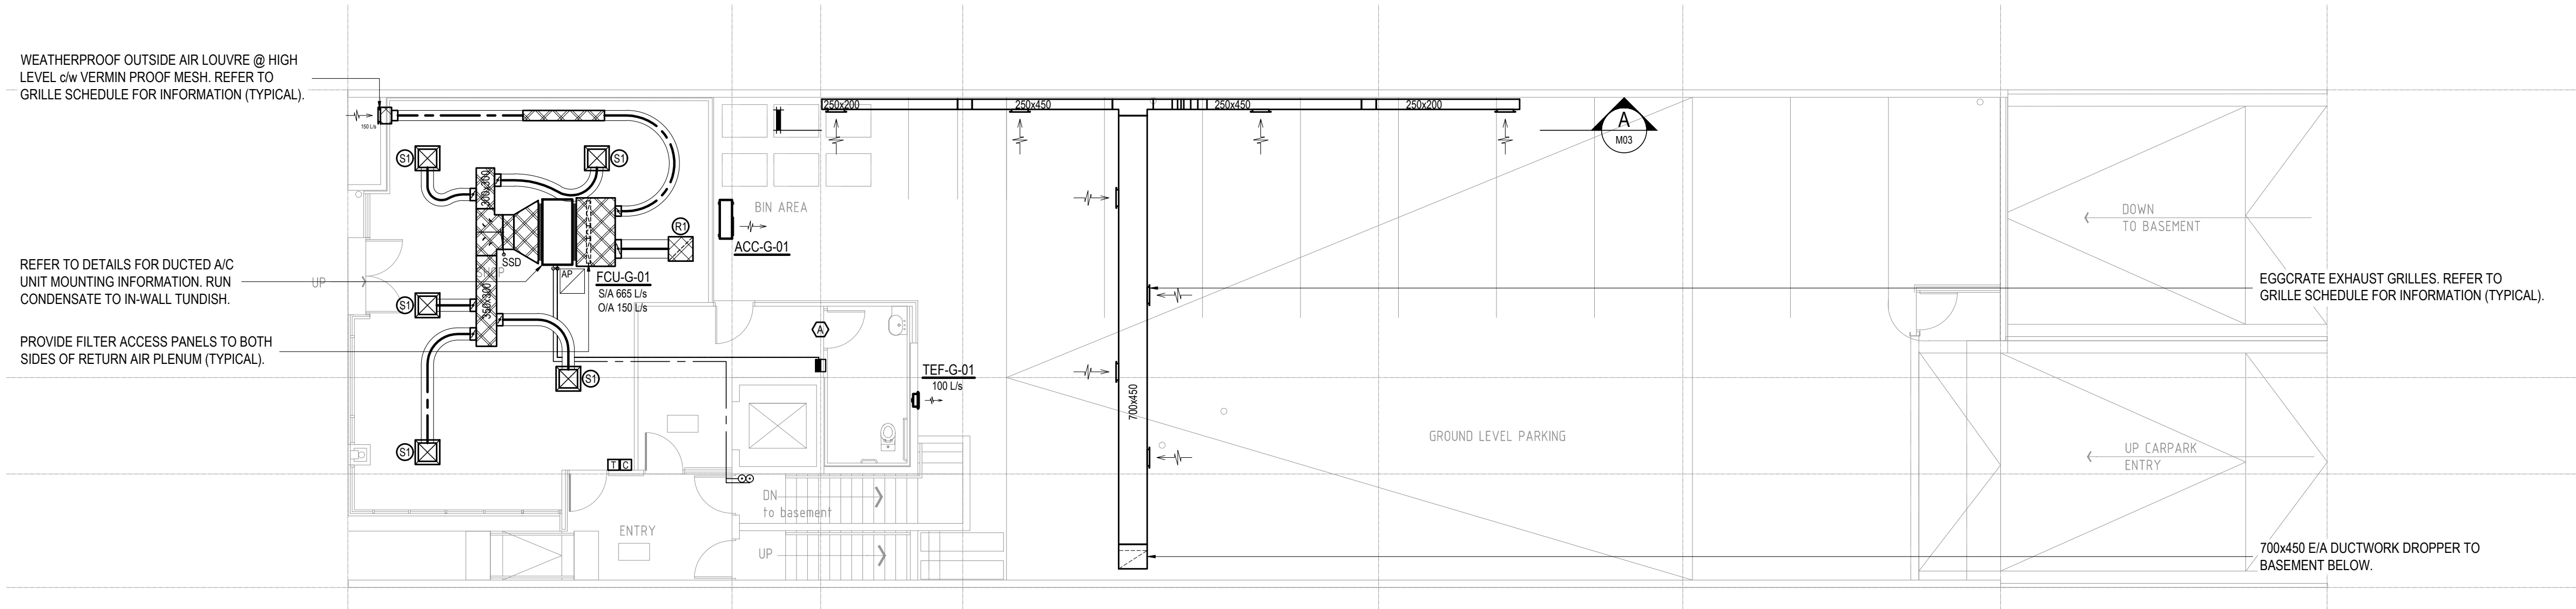 WEATHERPROOF OUTSIDE AIR LOUVRE @ HIGH
LEVEL c/w VERMIN PROOF MESH. REFER TO
GRILLE SCHEDULE FOR INFORMATION (TYPICAL).
150 L/s
S1
S1
300x300
R1
SSD
SHOP
AP
FCU-G-01
S/A 665 L/s
O/A 150 L/s
REFER TO DETAILS FOR DUCTED A/C
UNIT MOUNTING INFORMATION. RUN
CONDENSATE TO IN-WALL TUNDISH.
UP
S1
350x300
PROVIDE FILTER ACCESS PANELS TO BOTH
SIDES OF RETURN AIR PLENUM (TYPICAL).
S1
S1
T C
BIN AREA
ACC-G-01
A
TEF-G-01
100 L/s
DN
to basement
ENTRY
UP
250x200
250x450
250x450
250x200
A
M03
700x450
GROUND LEVEL PARKING
DOWN
TO BASEMENT
EGGCRATE EXHAUST GRILLES. REFER TO
GRILLE SCHEDULE FOR INFORMATION (TYPICAL).
UP CARPARK
ENTRY
700x450 E/A DUCTWORK DROPPER TO
BASEMENT BELOW.